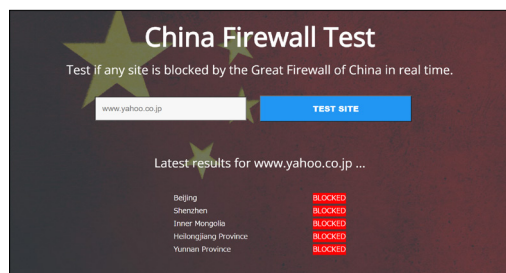 China Firewall Test
Test if any site is blocked by the Great Firewall of China in real time.
www.yahoo.co.jp TEST SITE
Latest results for www.yahoo.co.jp ...
Beijing BLOCKED
Shenzhen BLOCKED
Inner Mongolia BLOCKED
Heilongjiang Province BLOCKED
Yunnan Province BLOCKED